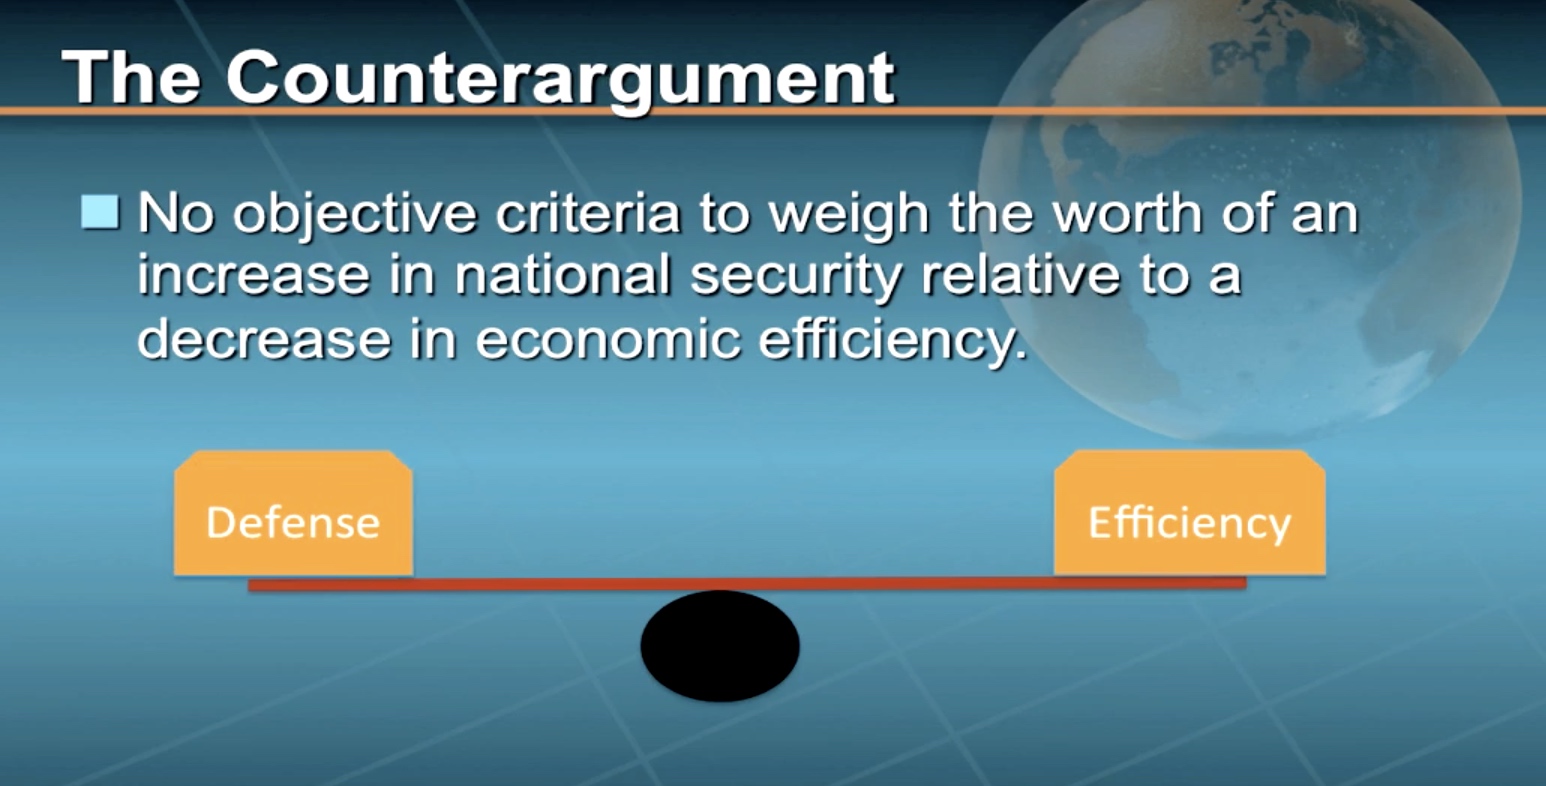 The Counterargument
No objective criteria to weigh the worth of an
increase in national security relative to a
decrease in economic efficiency.
Defense
Efficiency